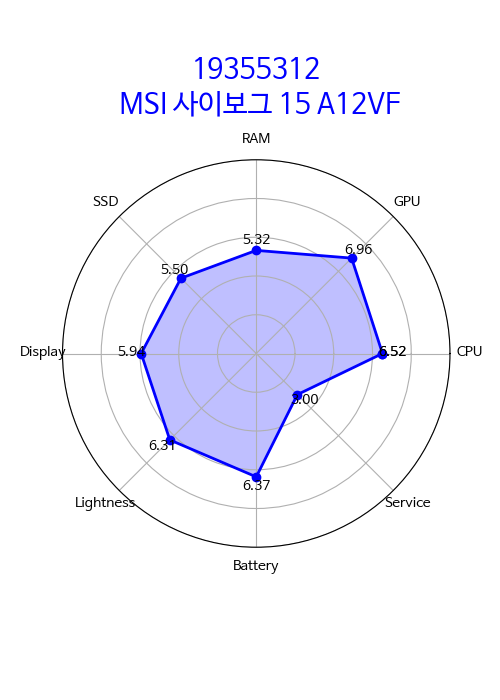 19355312
MSI 사이보그 15 A12VF
RAM
SSD
GPU
5.32
6.96
5.50
Display
5.94
6.52
CPU
3.00
6.31
6.37
Lightness
Service
Battery